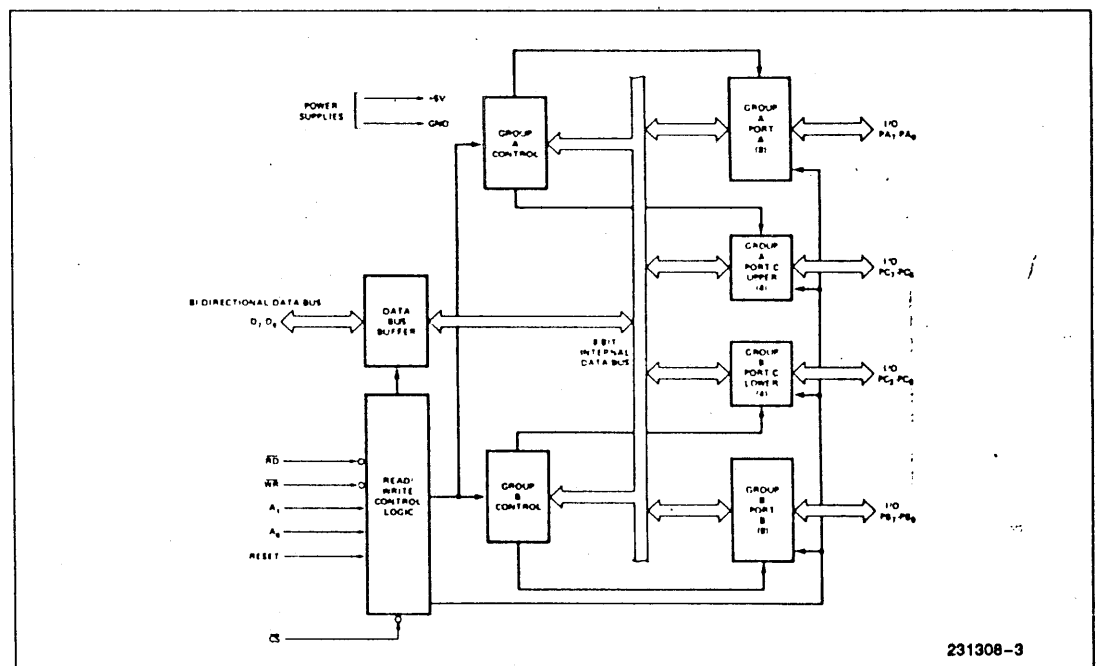 POWER
SUPPLIES
+5V
GND
GROUP
A
CONTROL
GROUP
A
PORT
A
(8)
I/O
PA7-PA0
GROUP
A
PORT C
UPPER
(4)
I/O
PC7-PC4
BI DIRECTIONAL DATA BUS
D7 D0
DATA
BUS
BUFFER
8 BIT
INTERNAL
DATA BUS
GROUP
B
PORT C
LOWER
(4)
I/O
PC3-PC0
RD
WR
A1
A0
RESET
CS
READ/
WRITE
CONTROL
LOGIC
GROUP
B
CONTROL
GROUP
B
PORT
B
(8)
I/O
PB7-PB0
231308-3